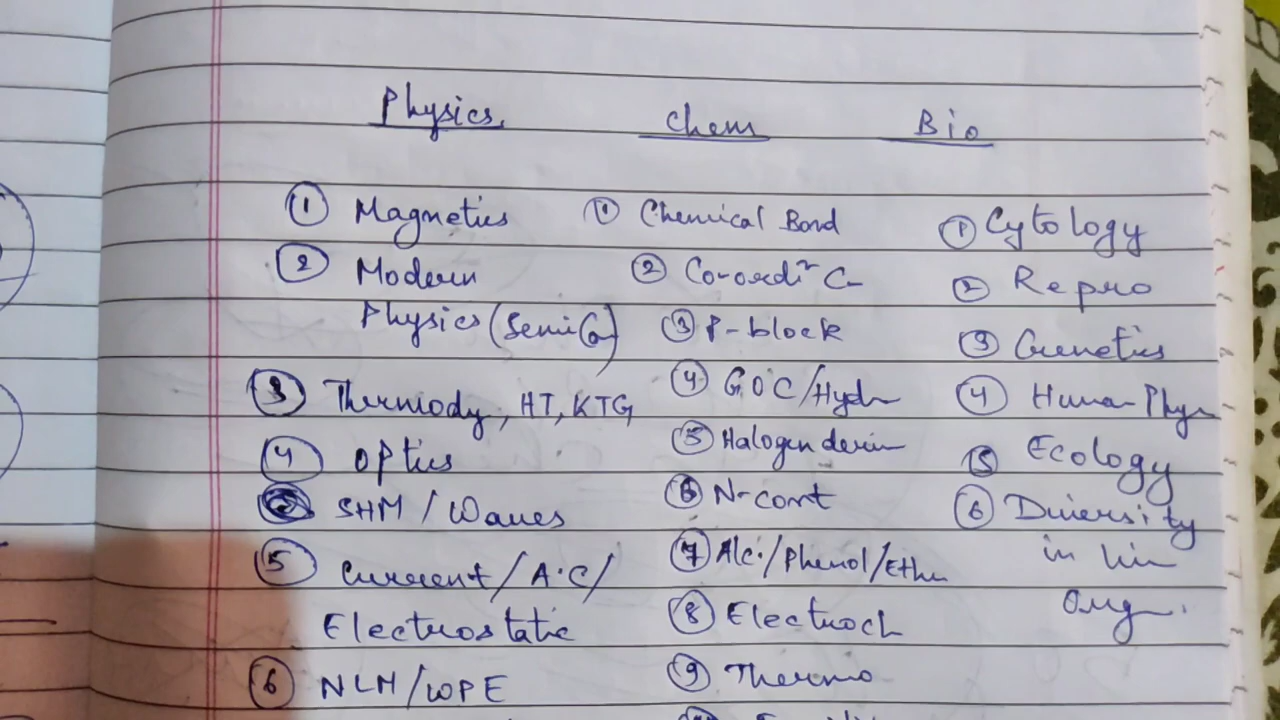 Physics Chem Bio
① Magnetics
② Modern
Physics (Semi Co)
③ Thermody, HT, KTG
④ Optics
SHM / Waves
⑤ Current / A.C /
Electrostatic
⑥ NLM / WPE
① Chemical Bond
② Co-ordiⁿ C-
③ P-block
④ GOC/Hydr
⑤ Halogen deriv
⑥ N-cont
⑦ Alc./Phenol/Ether
⑧ Electroch
⑨ Thermo
① Cytology
② Repro
③ Genetics
④ Human Phys
⑤ Ecology
⑥ Diversity
in liv
Org.